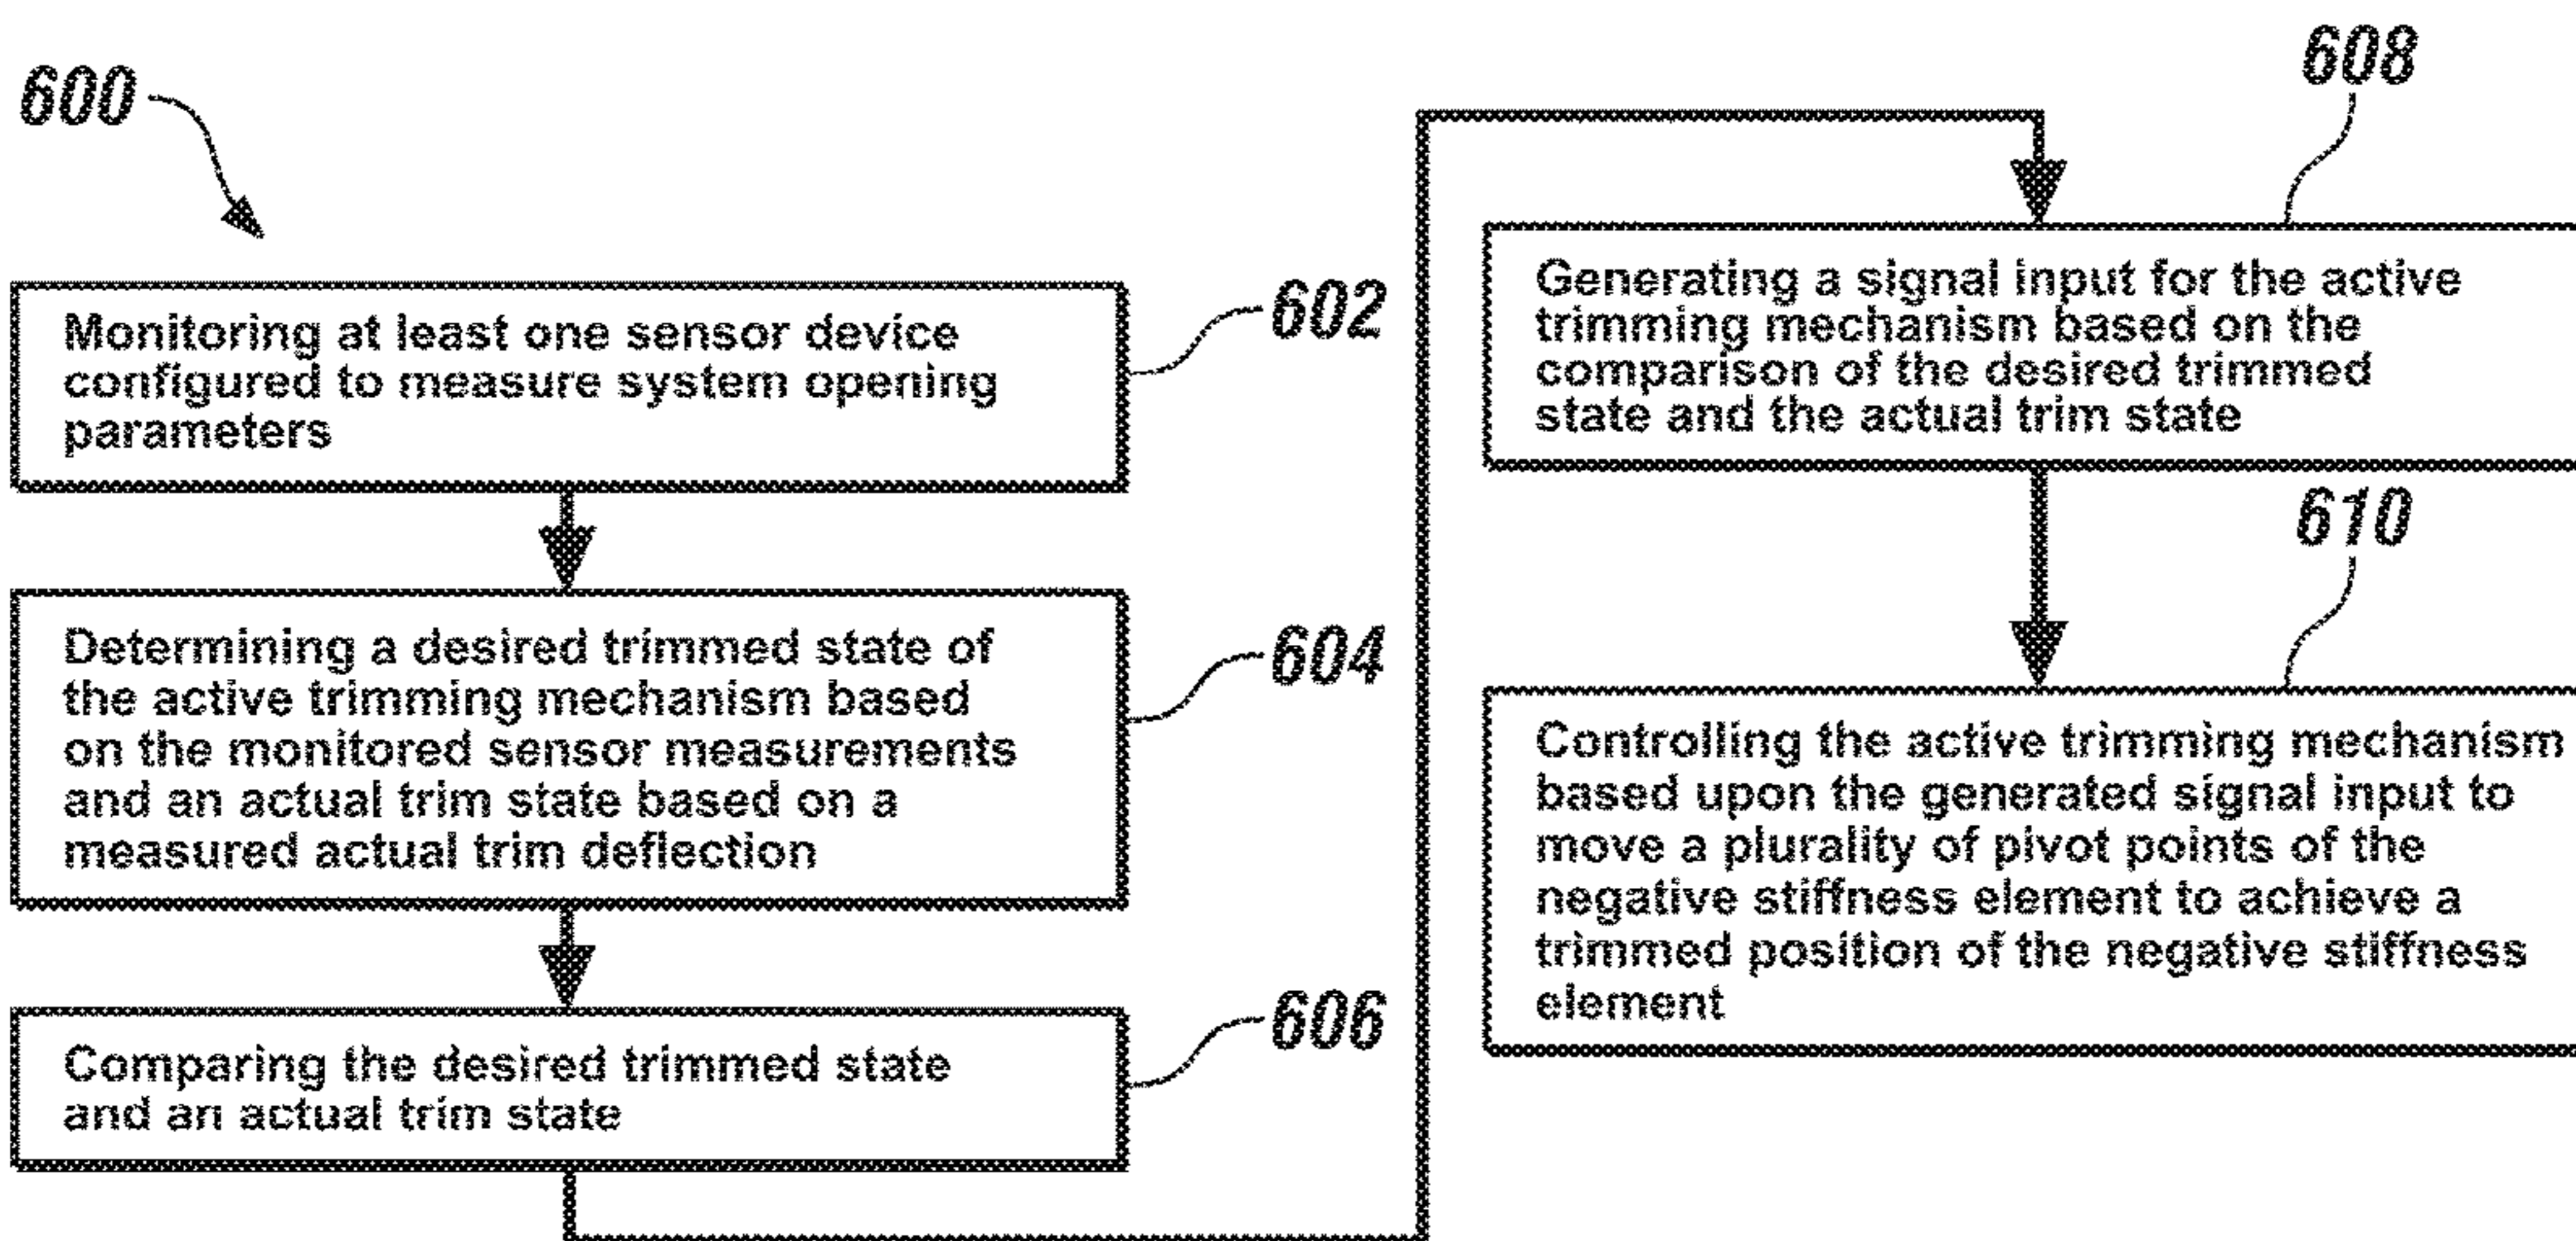 600
Monitoring at least one sensor device
configured to measure system opening
parameters
602
Determining a desired trimmed state of
the active trimming mechanism based
on the monitored sensor measurements
and an actual trim state based on a
measured actual trim deflection
604
Comparing the desired trimmed state
and an actual trim state
606
608
Generating a signal input for the active
trimming mechanism based on the
comparison of the desired trimmed
state and the actual trim state
610
Controlling the active trimming mechanism
based upon the generated signal input to
move a plurality of pivot points of the
negative stiffness element to achieve a
trimmed position of the negative stiffness
element